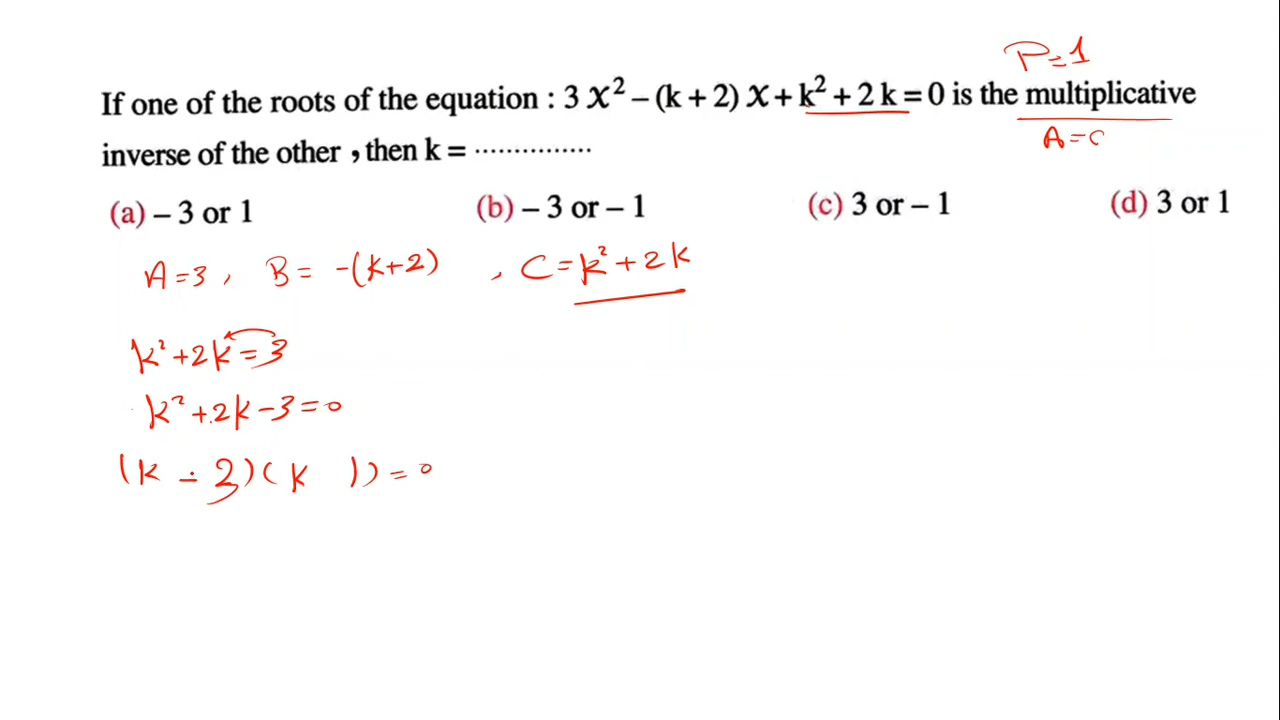 P=1
If one of the roots of the equation : 3 x² – (k + 2) x + k² + 2 k = 0 is the multiplicative
A=C
inverse of the other , then k = ...............
(a) – 3 or 1 (b) – 3 or – 1 (c) 3 or – 1 (d) 3 or 1
A=3 , B= -(k+2) , C=k²+2k
k²+2k=3
k²+2k-3=0
(k - 3)(k 1)=0